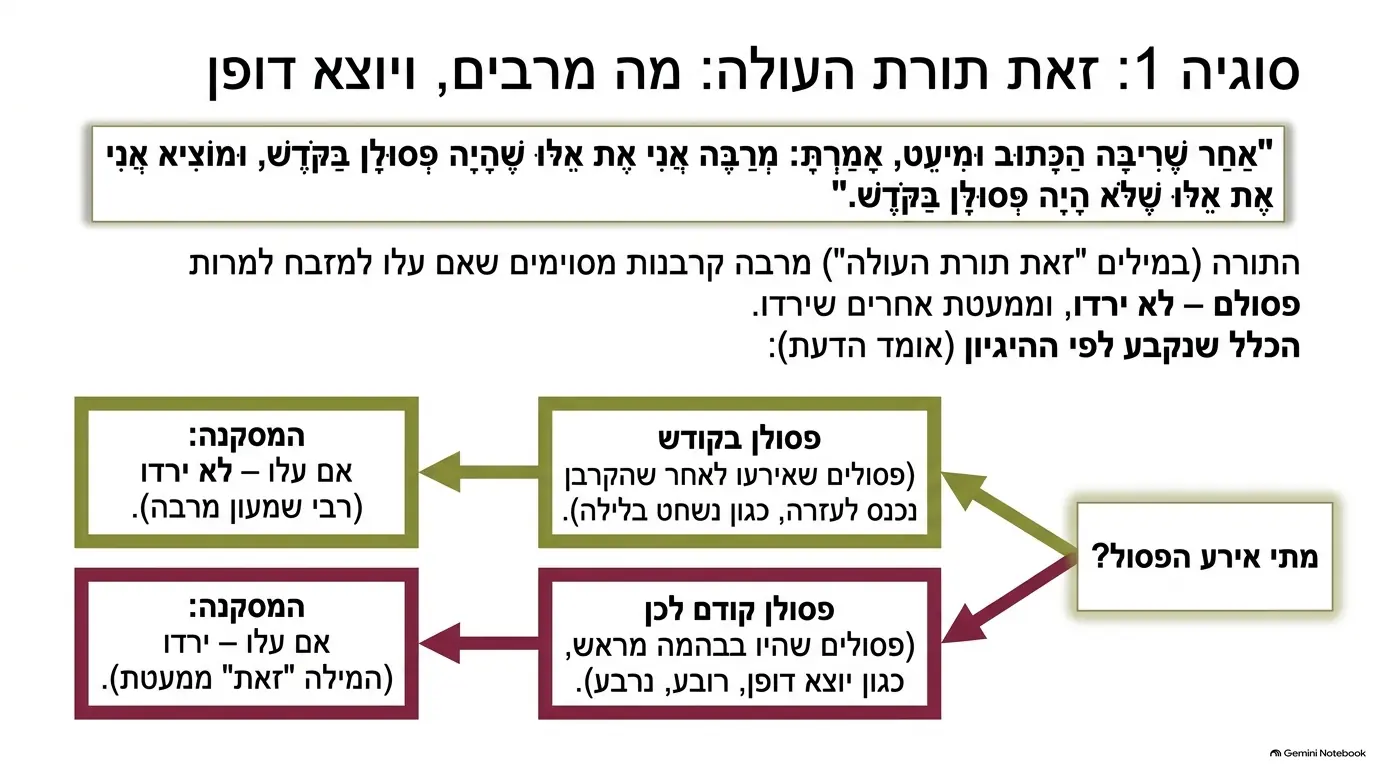 סוגיה 1: זאת תורת העולה: מה מרבים, ויוצא דופן
"אַחַר שֶׁרִיבָּה הַכָּתוּב וּמִיעֵט, אָמַרְתָּ: מְרַבֶּה אֲנִי אֶת אֵלּוּ שֶׁהָיָה פְּסוּלָן בַּקֹּדֶשׁ, וּמוֹצִיא אֲנִי
אֶת אֵלּוּ שֶׁלֹּא הָיָה פְּסוּלָּן בַּקֹּדֶשׁ."
התורה (במילים "זאת תורת העולה") מרבה קרבנות מסוימים שאם עלו למזבח למרות
פסולם – לא ירדו, וממעטת אחרים שירדו.
הכלל שנקבע לפי ההיגיון (אומד הדעת):
מתי אירע הפסול?
פסולן בקודש
(פסולים שאירעו לאחר שהקרבן
נכנס לעזרה, כגון נשחט בלילה).
המסקנה:
אם עלו – לא ירדו
(רבי שמעון מרבה).
פסולן קודם לכן
(פסולים שהיו בבהמה מראש,
כגון יוצא דופן, רובע, נרבע).
המסקנה:
אם עלו – ירדו
(המילה "זאת" ממעטת).
Gemini Notebook